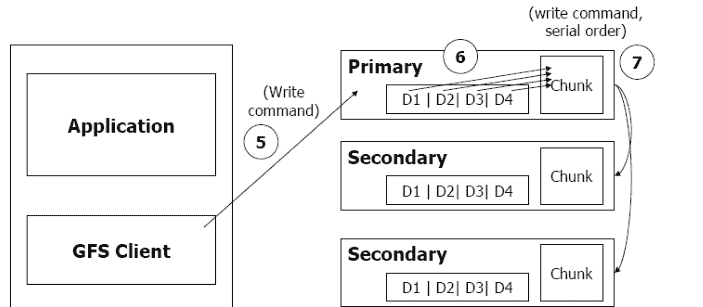 (write command,
serial order)
Primary
6
7
Chunk
D1 | D2| D3| D4
(Write
command)
5
Application
Secondary
Chunk
D1 | D2| D3| D4
GFS Client
Secondary
Chunk
D1 | D2| D3| D4